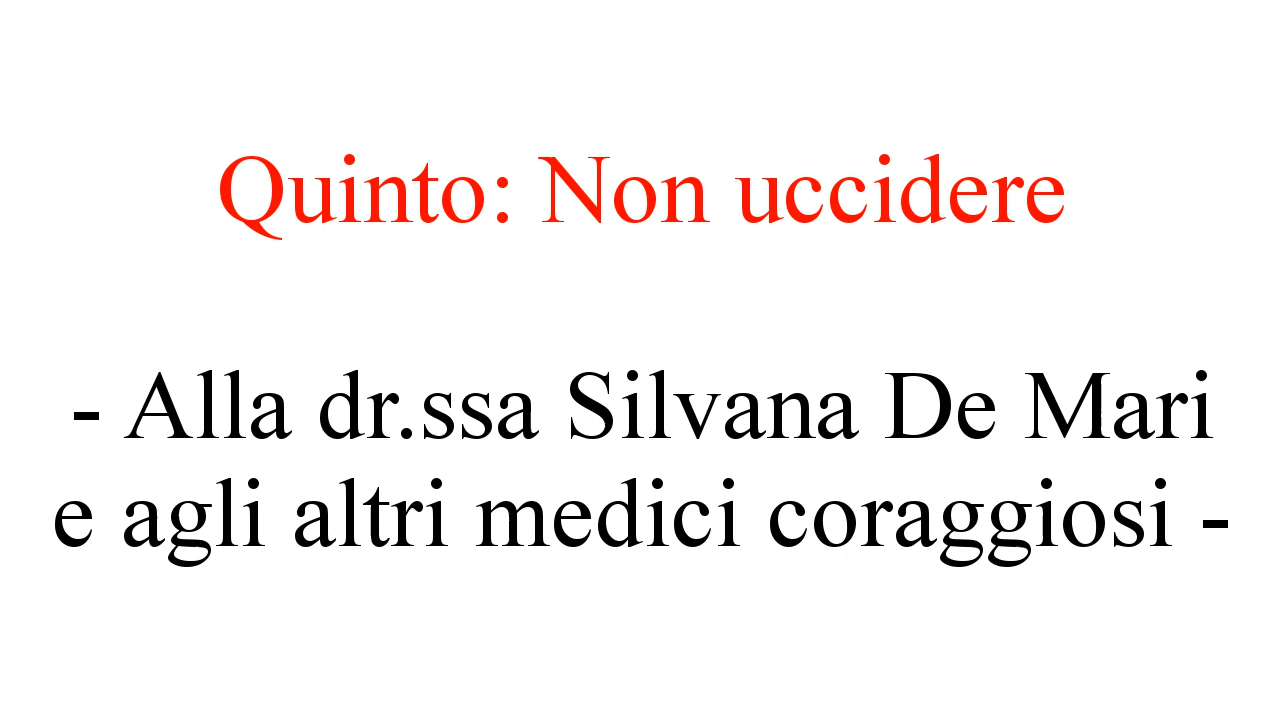 Quinto: Non uccidere
- Alla dr.ssa Silvana De Mari
e agli altri medici coraggiosi -